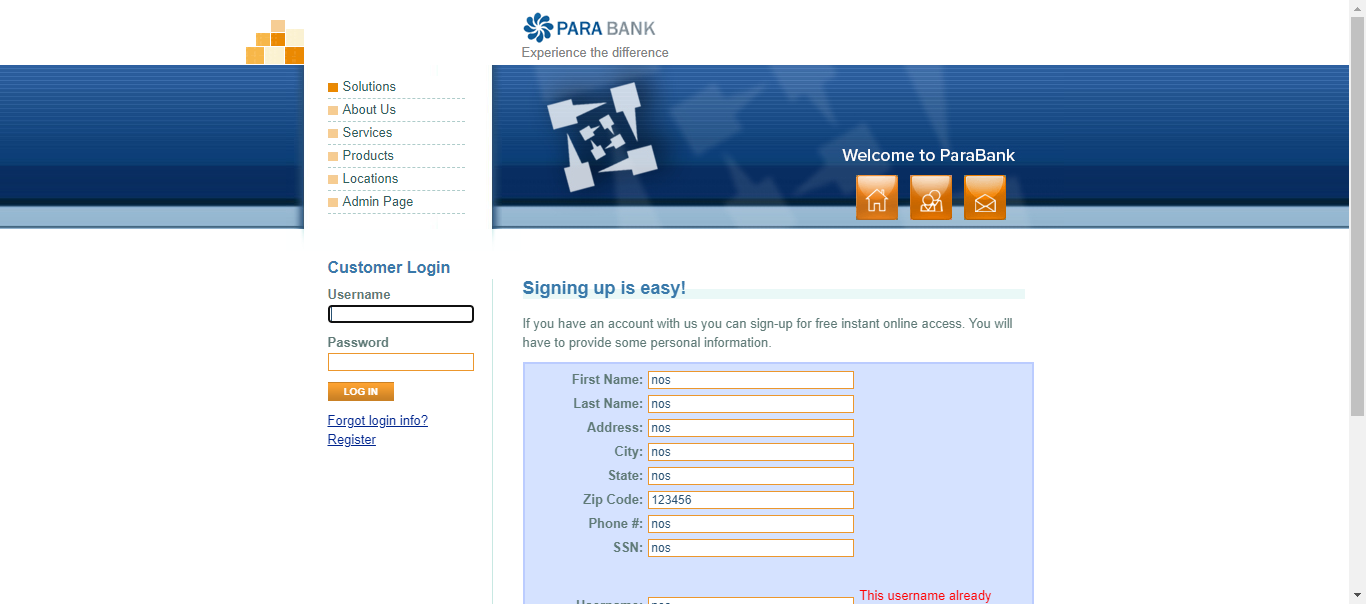 PARA BANK
Experience the difference
Solutions
About Us
Services
Products
Locations
Admin Page
Welcome to ParaBank
Customer Login
Username
Password
LOG IN
Forgot login info?
Register
Signing up is easy!
If you have an account with us you can sign-up for free instant online access. You will
have to provide some personal information.
First Name: nos
Last Name: nos
Address: nos
City: nos
State: nos
Zip Code: 123456
Phone #: nos
SSN: nos
This username already
Username: nos